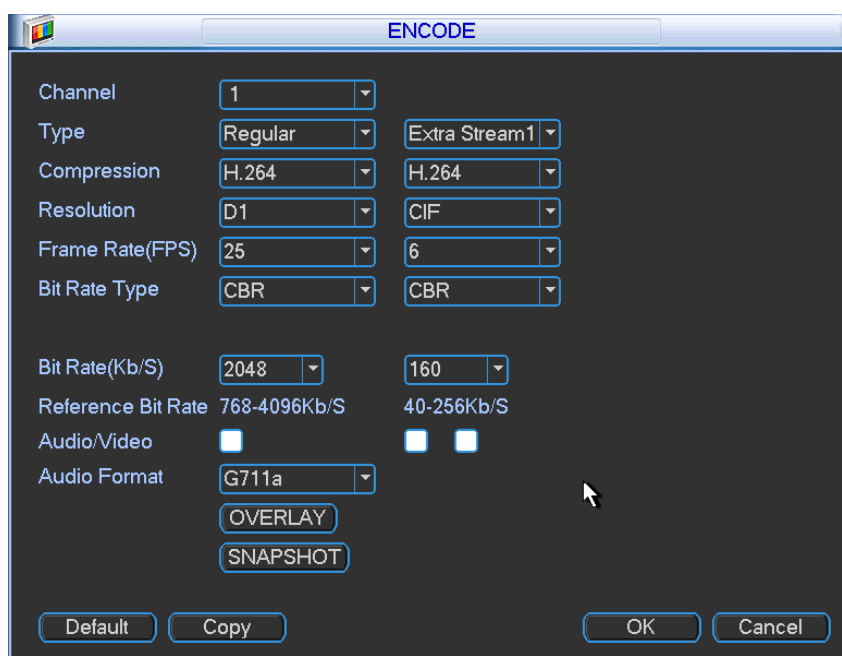 ENCODE
Channel 1
Type Regular Extra Stream1
Compression H.264 H.264
Resolution D1 CIF
Frame Rate(FPS) 25 6
Bit Rate Type CBR CBR
Bit Rate(Kb/S) 2048 160
Reference Bit Rate 768-4096Kb/S 40-256Kb/S
Audio/Video
Audio Format G711a
OVERLAY
SNAPSHOT
Default Copy OK Cancel